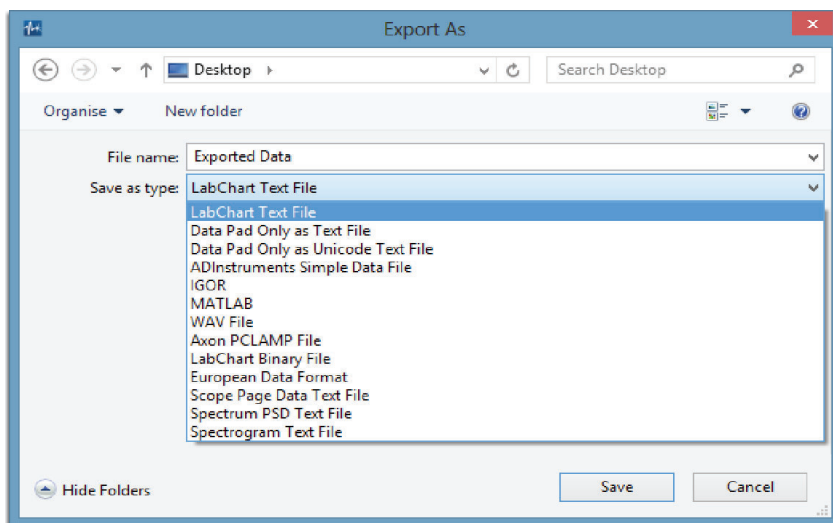 Export As
Desktop
Search Desktop
Organise
New folder
File name: Exported Data
Save as type: LabChart Text File
LabChart Text File
Data Pad Only as Text File
Data Pad Only as Unicode Text File
ADInstruments Simple Data File
IGOR
MATLAB
WAV File
Axon PCLAMP File
LabChart Binary File
European Data Format
Scope Page Data Text File
Spectrum PSD Text File
Spectrogram Text File
Hide Folders
Save
Cancel